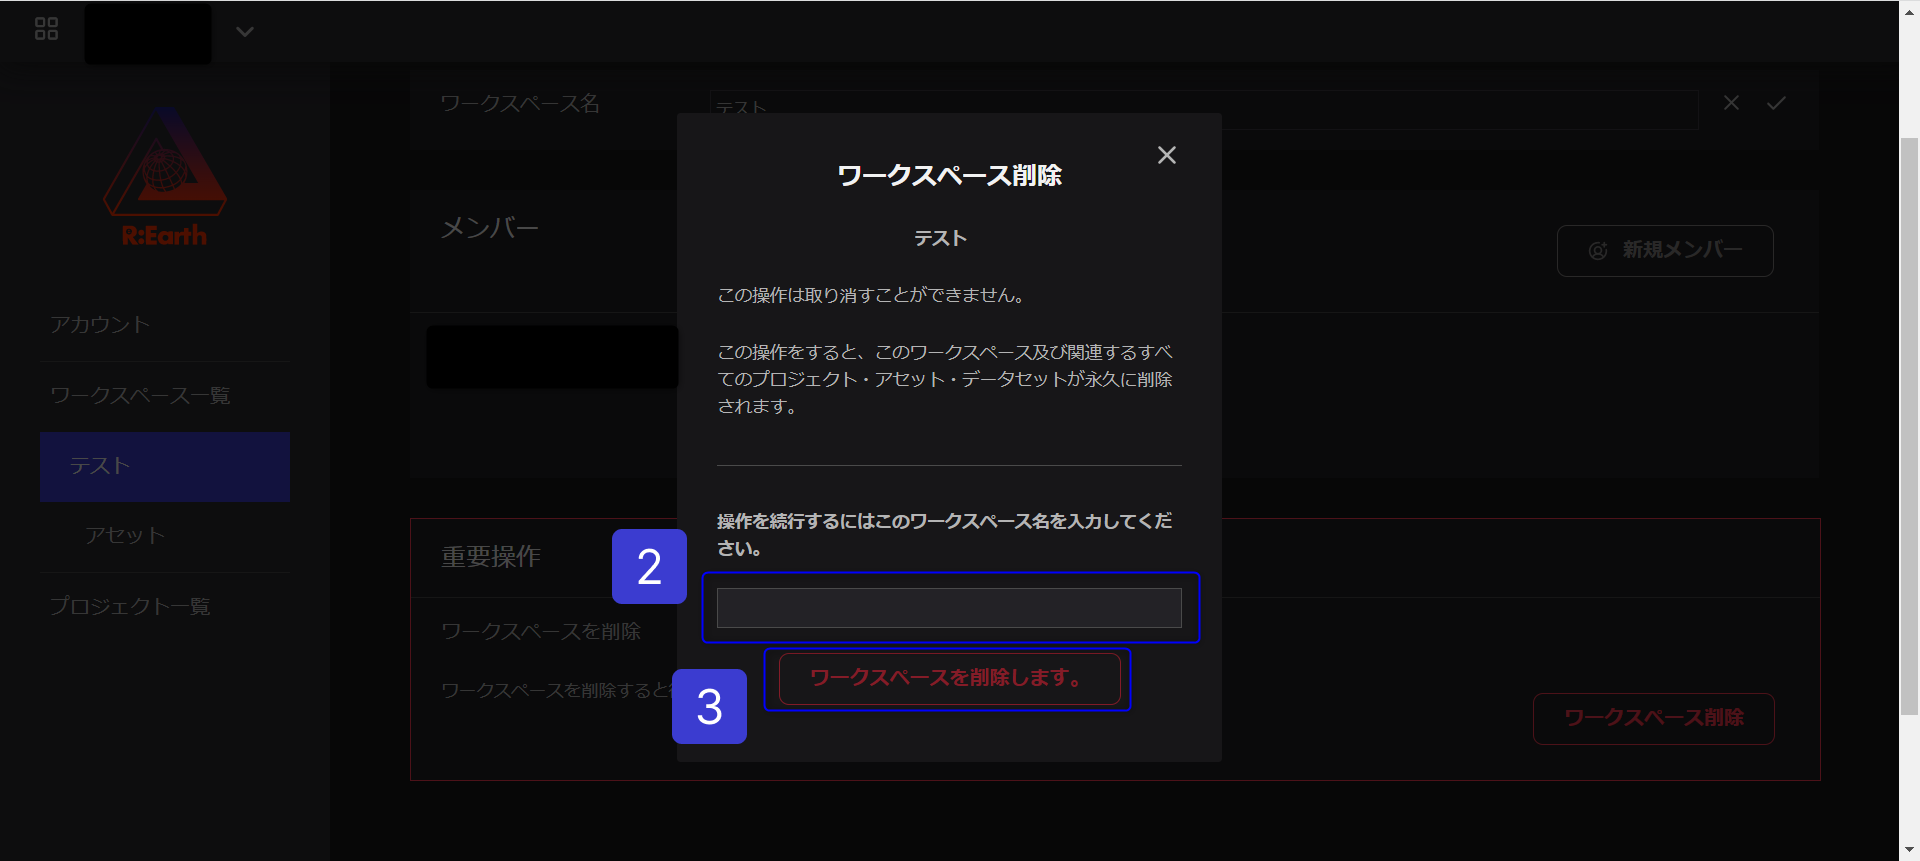 ワークスペース名
テスト
R:Earth
アカウント
ワークスペース一覧
テスト
アセット
プロジェクト一覧
メンバー
新規メンバー
ワークスペース削除
テスト
この操作は取り消すことができません。
この操作をすると、このワークスペース及び関連するすべ
てのプロジェクト・アセット・データセットが永久に削除
されます。
操作を続行するにはこのワークスペース名を入力してくだ
さい。
2
ワークスペースを削除します。
3
重要操作
ワークスペースを削除
ワークスペースを削除すると
ワークスペース削除